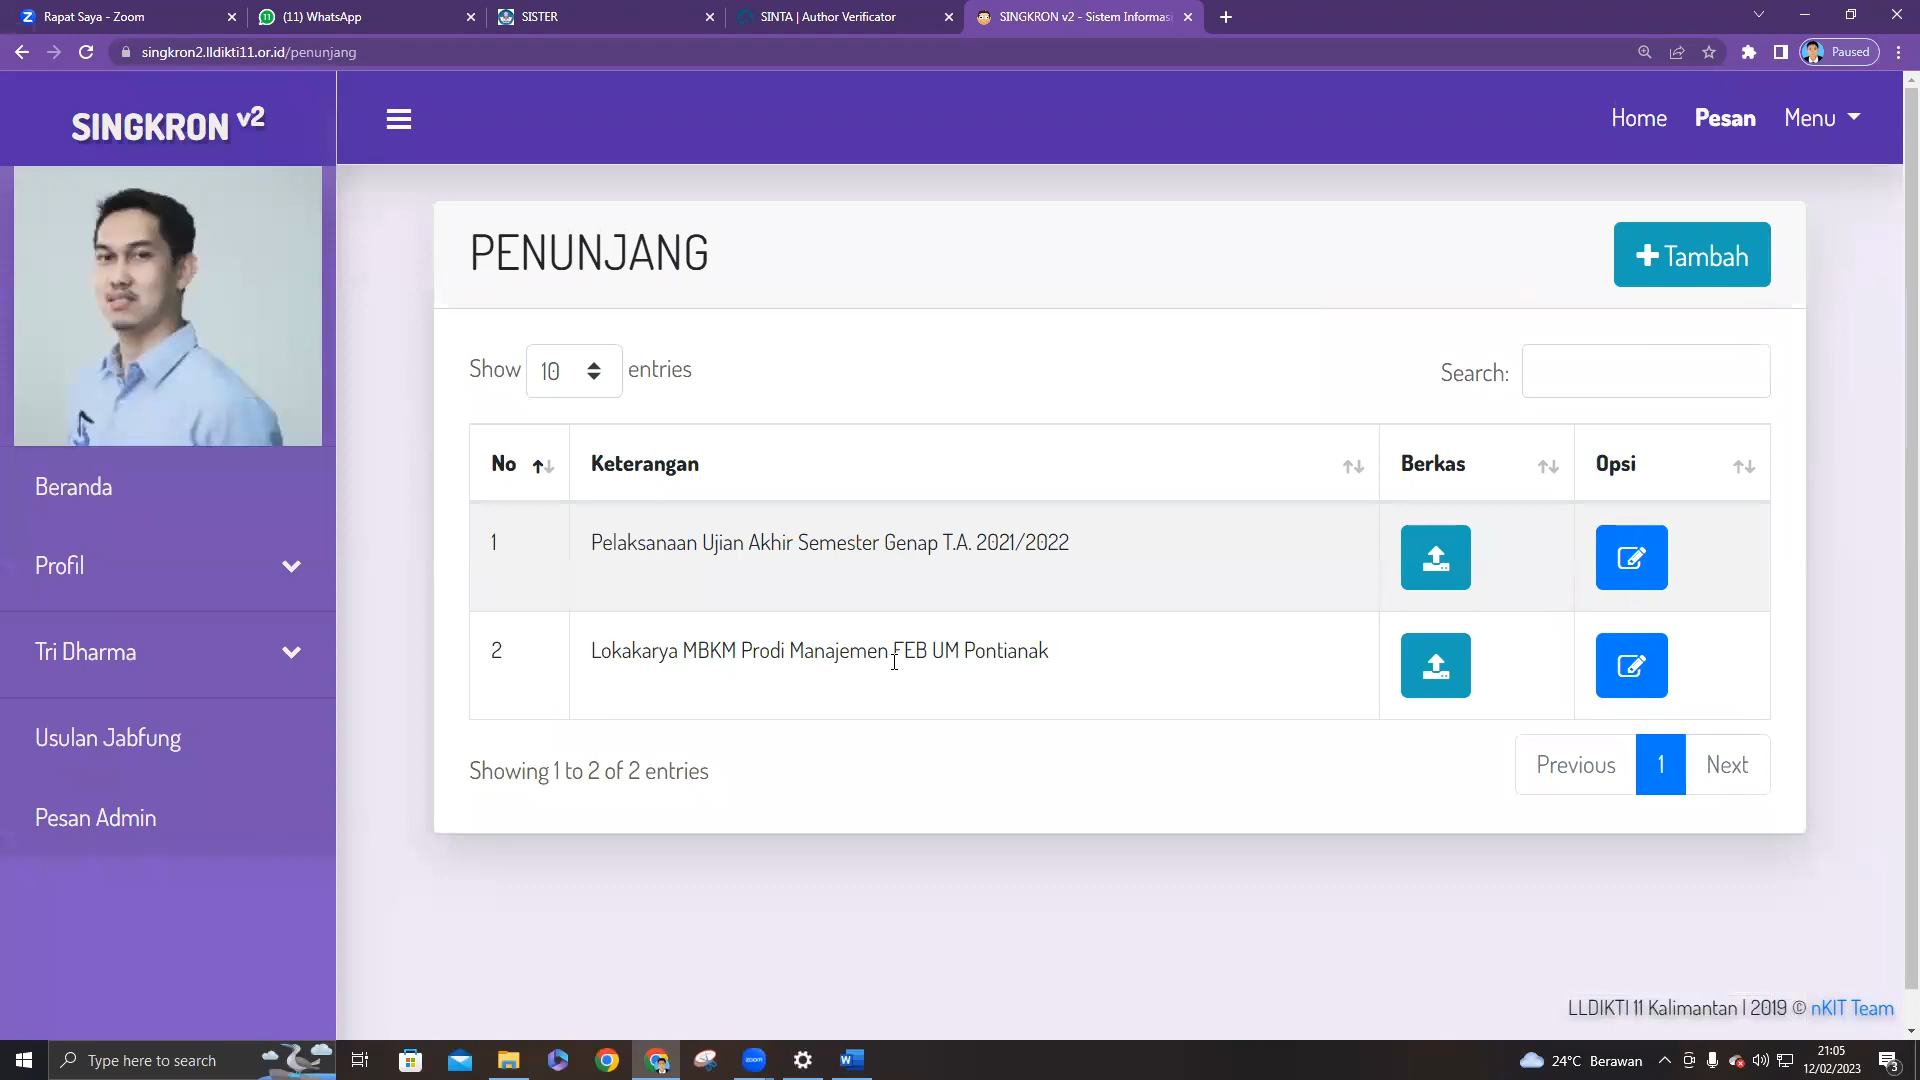 Rapat Saya - Zoom
(11) WhatsApp
SISTER
SINTA | Author Verificator
SINGKRON v2 - Sistem Informasi
singkron2.lldikti11.or.id/penunjang
Paused
SINGKRON v2
Home
Pesan
Menu
PENUNJANG
Tambah
Show 10 entries
Search:
No Keterangan Berkas Opsi
1 Pelaksanaan Ujian Akhir Semester Genap T.A. 2021/2022
2 Lokakarya MBKM Prodi Manajemen FEB UM Pontianak
Showing 1 to 2 of 2 entries
Previous 1 Next
Beranda
Profil
Tri Dharma
Usulan Jabfung
Pesan Admin
LLDIKTI 11 Kalimantan | 2019 © nKIT Team
Type here to search
zoom
24°C Berawan
21:05
12/02/2023
3